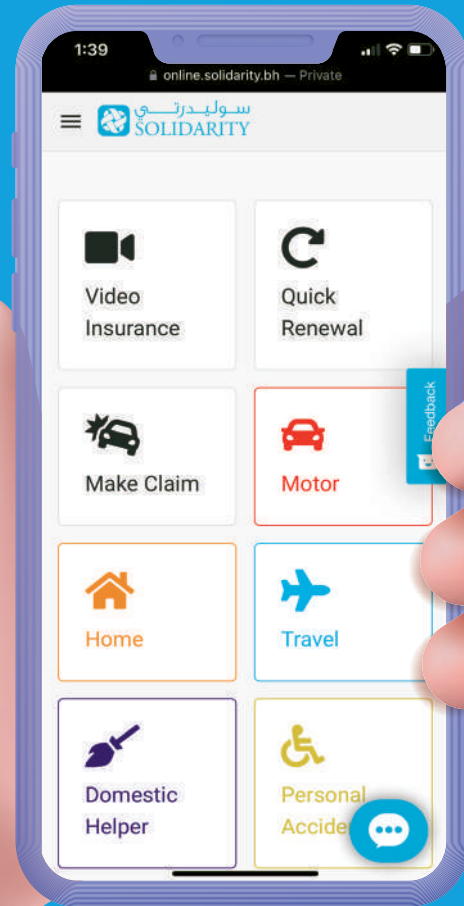 1:39
online.solidarity.bh — Private
سوليدرتي
SOLIDARITY
Video
Insurance
Quick
Renewal
Feedback
Make Claim
Motor
Home
Travel
Domestic
Helper
Personal